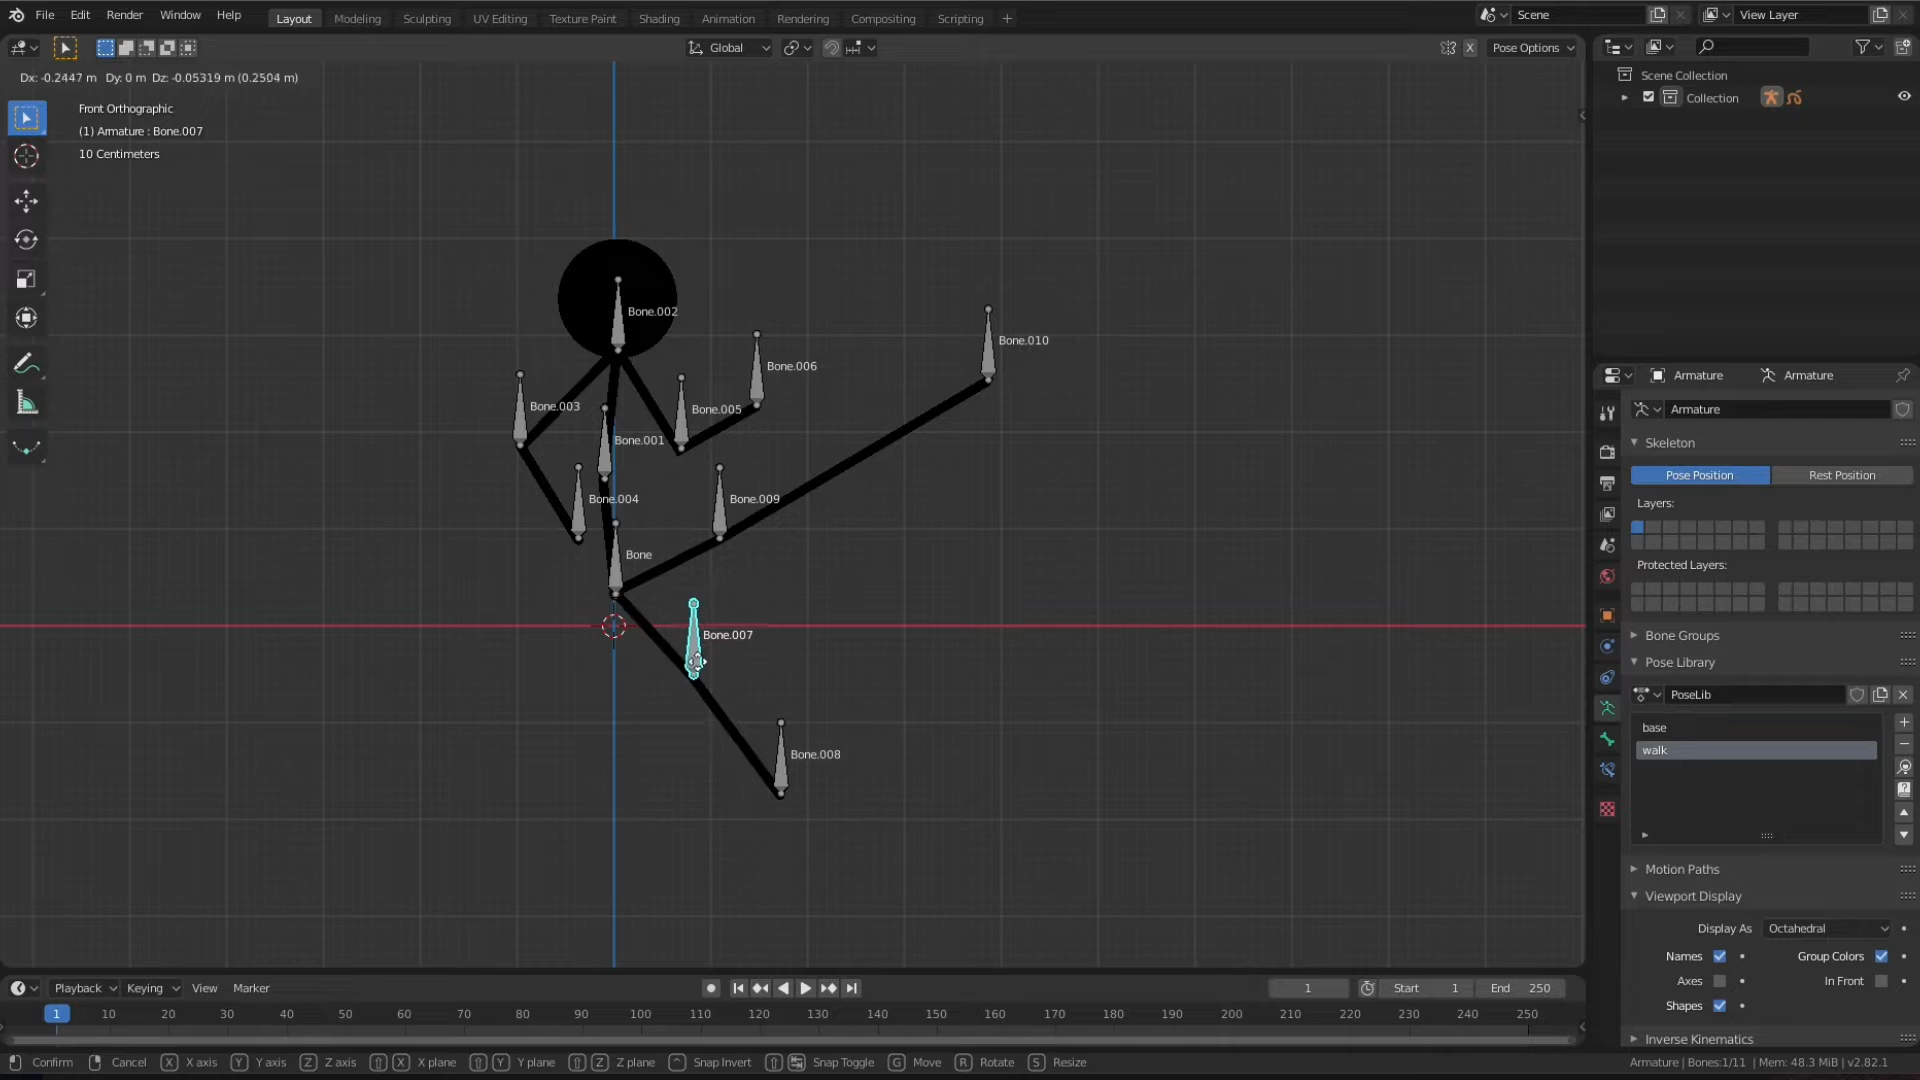 File Edit Render Window Help Layout Modeling Sculpting UV Editing Texture Paint Shading Animation Rendering Compositing Scripting + Scene View Layer
Global X Pose Options
Dx: -0.2447 m Dy: 0 m Dz: -0.05319 m (0.2504 m)
Front Orthographic
(1) Armature : Bone.007
10 Centimeters
Bone.002
Bone.010
Bone.006
Bone.003
Bone.005
Bone.001
Bone.004
Bone.009
Bone
Bone.007
Bone.008
Scene Collection
Collection
Armature Armature
Armature
Skeleton
Pose Position Rest Position
Layers:
Protected Layers:
Bone Groups
Pose Library
PoseLib
base
walk
Motion Paths
Viewport Display
Display As Octahedral
Names Group Colors
Axes In Front
Shapes
Inverse Kinematics
Playback Keying View Marker 1 Start 1 End 250
1 10 20 30 40 50 60 70 80 90 100 110 120 130 140 150 160 170 180 190 200 210 220 230 240 250
Confirm Cancel X X axis Y Y axis Z Z axis X X plane Y Y plane Z Z plane Snap Invert Snap Toggle G Move R Rotate S Resize Armature | Bones:1/11 | Mem: 48.3 MiB | v2.82.1